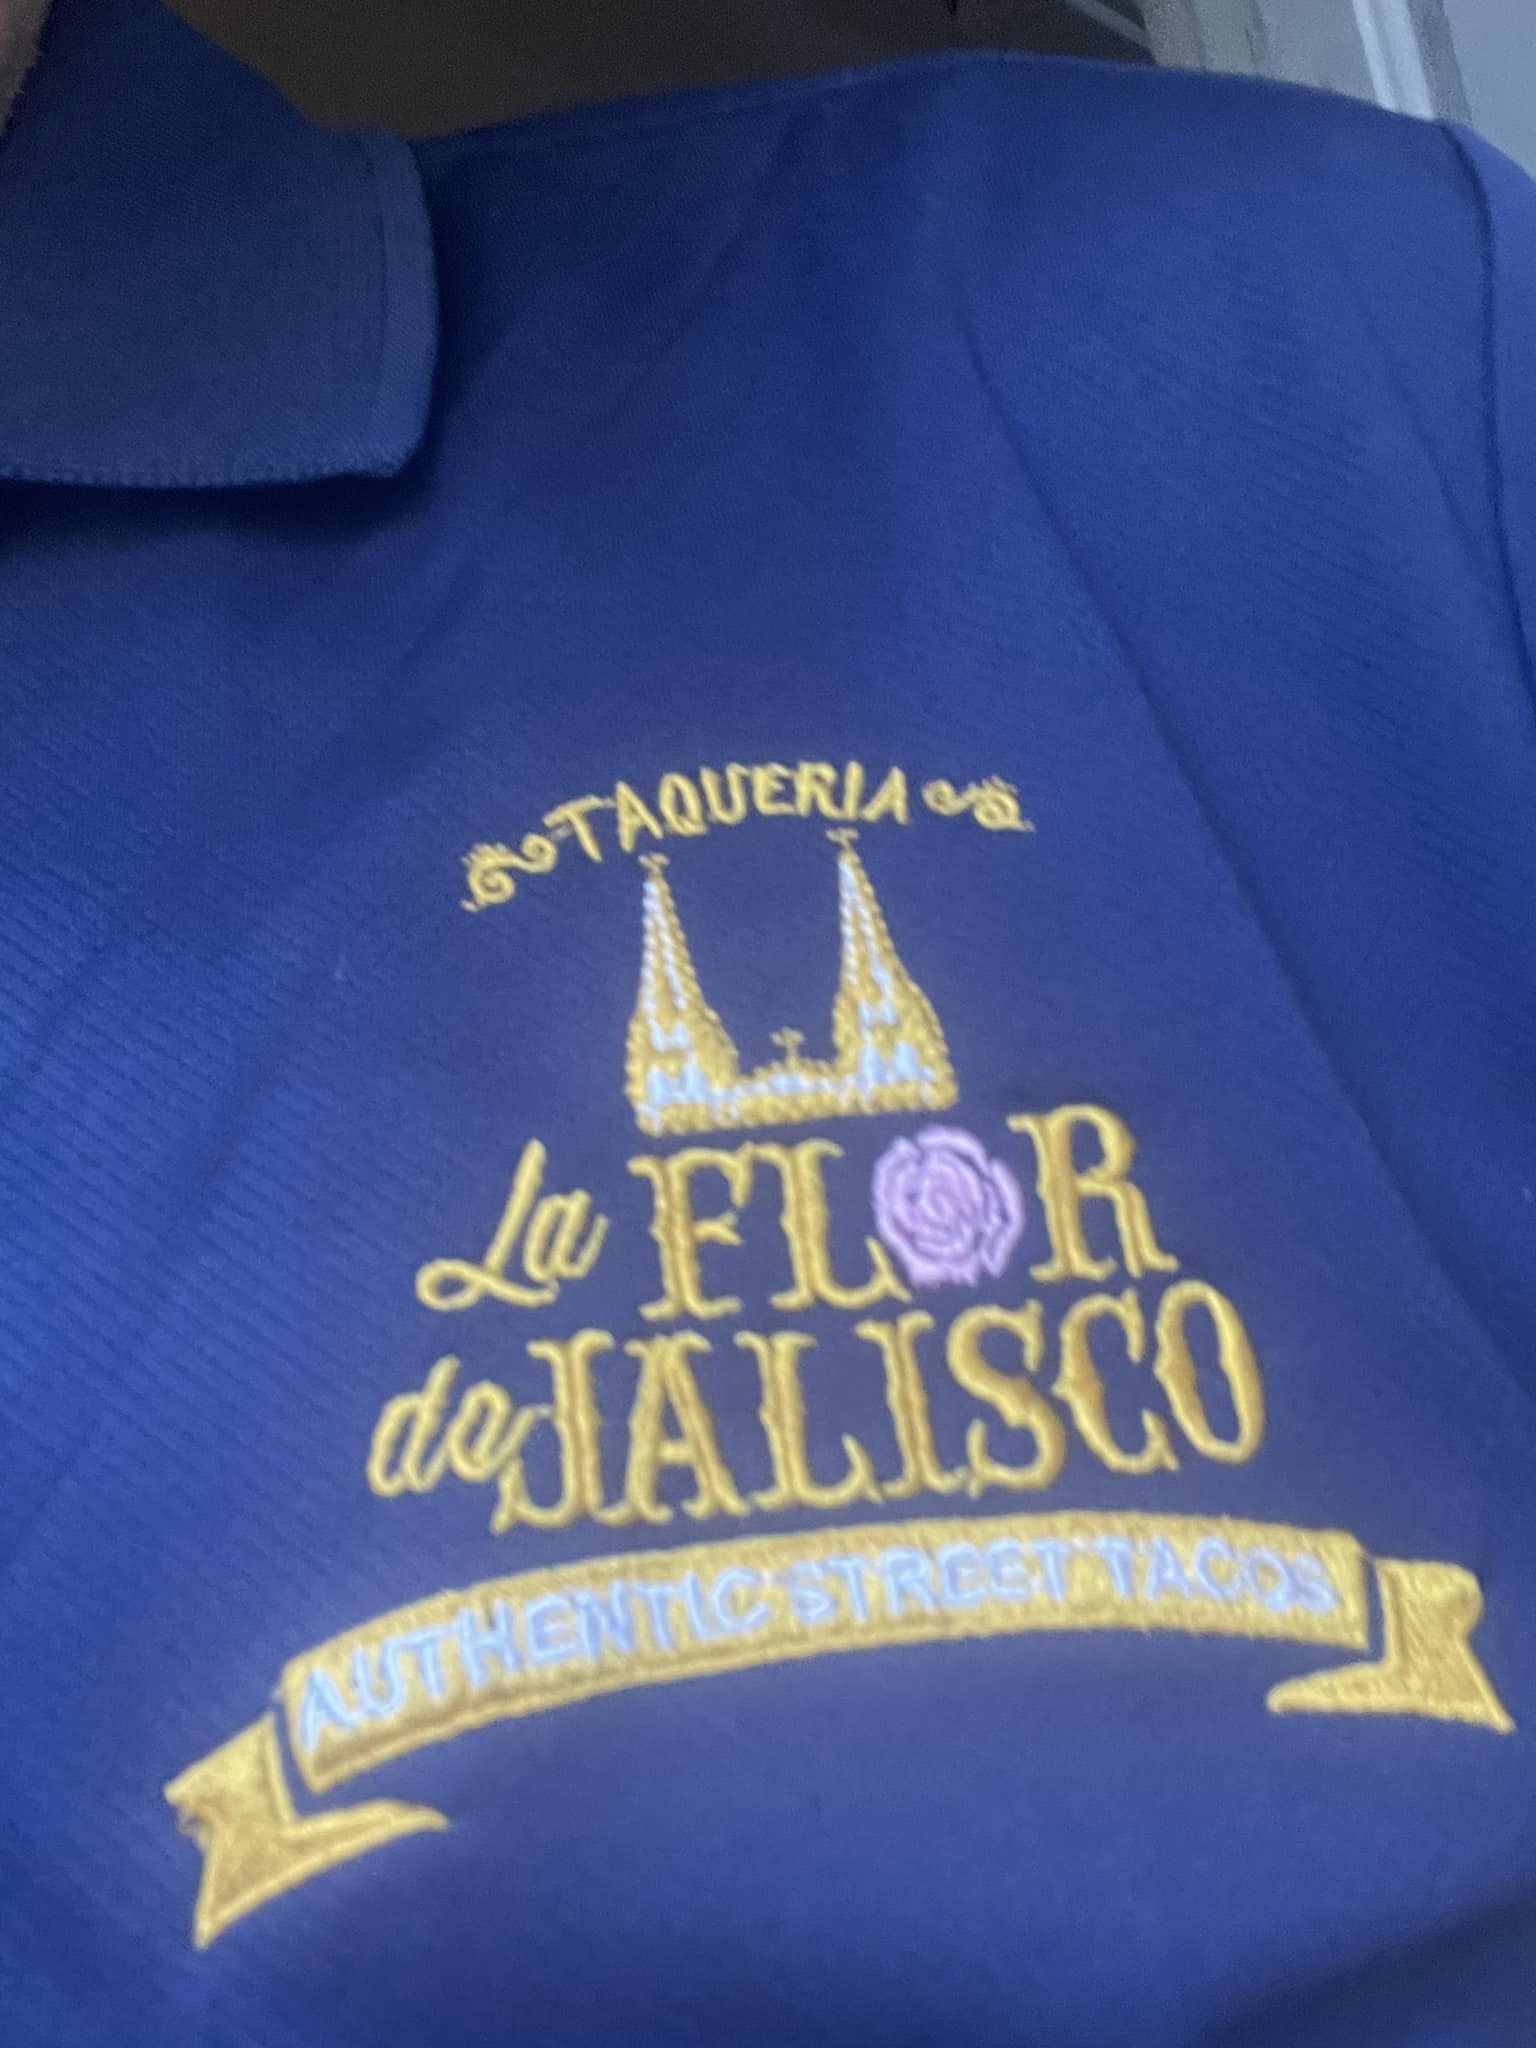 TAQUERIA
La FLOR
de JALISCO
AUTHENTIC STREET TACOS